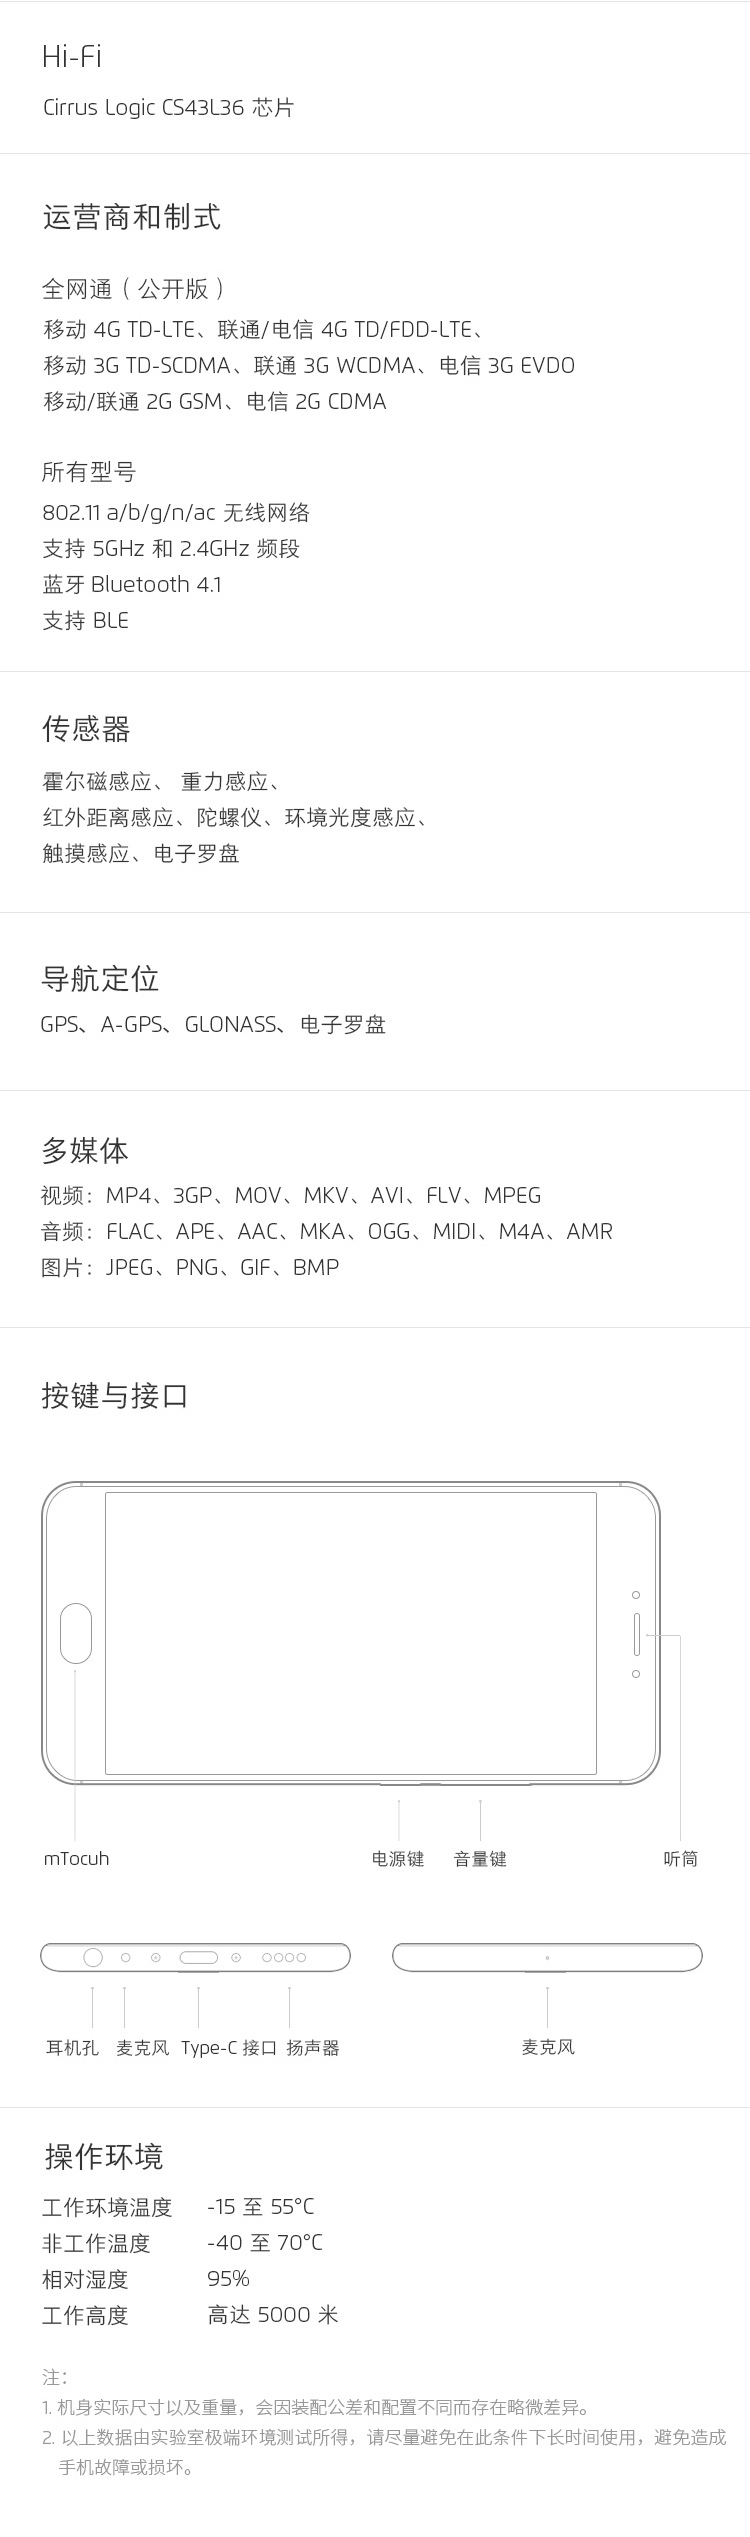 Hi-Fi
Cirrus Logic CS43L36 芯片
运营商和制式
全网通（公开版）
移动 4G TD-LTE、联通/电信 4G TD/FDD-LTE、
移动 3G TD-SCDMA、联通 3G WCDMA、电信 3G EVDO
移动/联通 2G GSM、电信 2G CDMA
所有型号
802.11 a/b/g/n/ac 无线网络
支持 5GHz 和 2.4GHz 频段
蓝牙 Bluetooth 4.1
支持 BLE
传感器
霍尔磁感应、 重力感应、
红外距离感应、陀螺仪、环境光度感应、
触摸感应、电子罗盘
导航定位
GPS、A-GPS、GLONASS、电子罗盘
多媒体
视频：MP4、3GP、MOV、MKV、AVI、FLV、MPEG
音频：FLAC、APE、AAC、MKA、OGG、MIDI、M4A、AMR
图片：JPEG、PNG、GIF、BMP
按键与接口
mTocuh 电源键 音量键 听筒
耳机孔 麦克风 Type-C 接口 扬声器 麦克风
操作环境
工作环境温度 -15 至 55°C
非工作温度 -40 至 70°C
相对湿度 95%
工作高度 高达 5000 米
注：
1. 机身实际尺寸以及重量，会因装配公差和配置不同而存在略微差异。
2. 以上数据由实验室极端环境测试所得，请尽量避免在此条件下长时间使用，避免造成
手机故障或损坏。